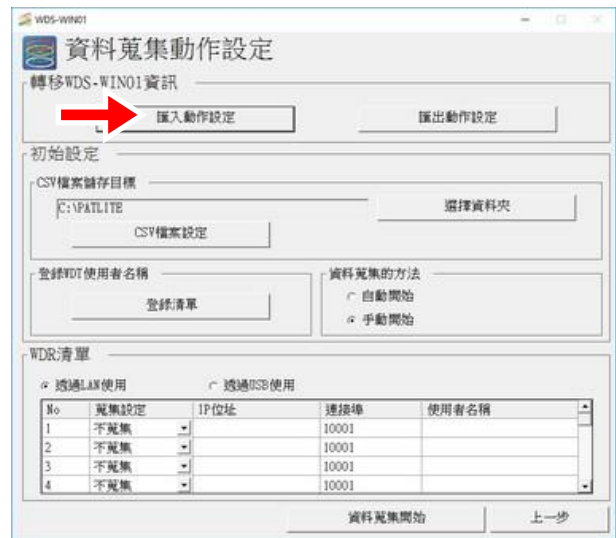 WDS-WIN01
資料蒐集動作設定
轉移WDS-WIN01資訊
匯入動作設定 匯出動作設定
初始設定
CSV檔案儲存目標
C:\PATLITE 選擇資料夾
CSV檔案設定
登錄WDT使用者名稱 資料蒐集的方法
登錄清單 自動開始
手動開始
WDR清單
透過LAN使用 透過USB使用
No 蒐集設定 IP位址 連接埠 使用者名稱
1 不蒐集 10001
2 不蒐集 10001
3 不蒐集 10001
4 不蒐集 10001
資料蒐集開始 上一步